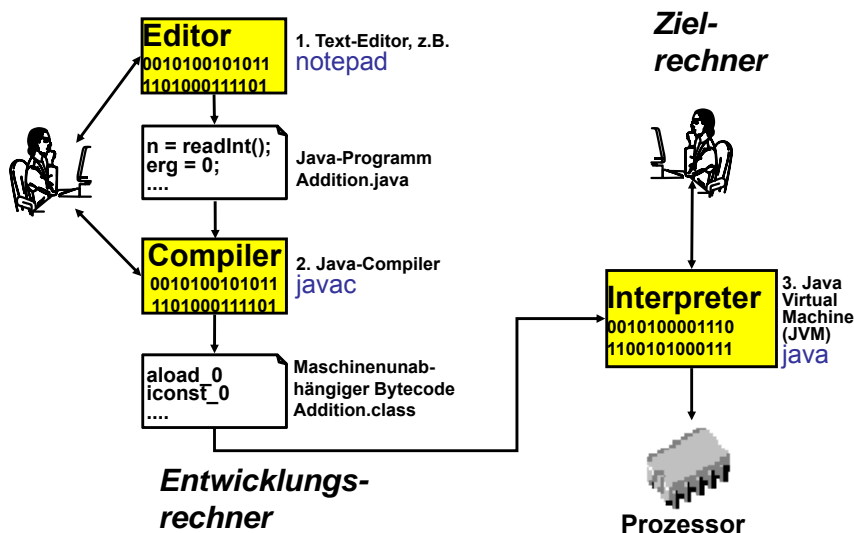 Editor
0010100101011
1101000111101
1. Text-Editor, z.B.
notepad
n = readInt();
erg = 0;
....
Java-Programm
Addition.java
Compiler
0010100101011
1101000111101
2. Java-Compiler
javac
aload_0
iconst_0
....
Maschinenunab-
hängiger Bytecode
Addition.class
Entwicklungs-
rechner
Ziel-
rechner
Interpreter
0010100001110
1100101000111
3. Java
Virtual
Machine
(JVM)
java
Prozessor